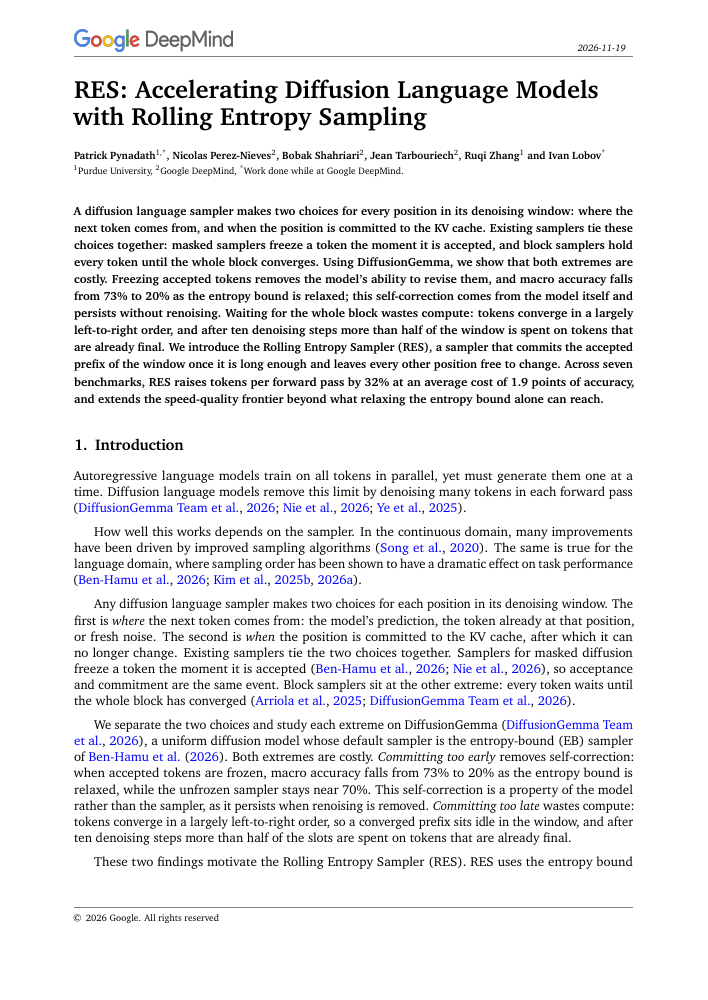 Google DeepMind
2026-11-19
RES: Accelerating Diffusion Language Models
with Rolling Entropy Sampling
Patrick Pynadath1,*, Nicolas Perez-Nieves2, Bobak Shahriari2, Jean Tarbouriech2, Ruqi Zhang1 and Ivan Lobov*
1Purdue University, 2Google DeepMind, *Work done while at Google DeepMind.
A diffusion language sampler makes two choices for every position in its denoising window: where the
next token comes from, and when the position is committed to the KV cache. Existing samplers tie these
choices together: masked samplers freeze a token the moment it is accepted, and block samplers hold
every token until the whole block converges. Using DiffusionGemma, we show that both extremes are
costly. Freezing accepted tokens removes the model's ability to revise them, and macro accuracy falls
from 73% to 20% as the entropy bound is relaxed; this self-correction comes from the model itself and
persists without renoising. Waiting for the whole block wastes compute: tokens converge in a largely
left-to-right order, and after ten denoising steps more than half of the window is spent on tokens that
are already final. We introduce the Rolling Entropy Sampler (RES), a sampler that commits the accepted
prefix of the window once it is long enough and leaves every other position free to change. Across seven
benchmarks, RES raises tokens per forward pass by 32% at an average cost of 1.9 points of accuracy,
and extends the speed-quality frontier beyond what relaxing the entropy bound alone can reach.
1. Introduction
Autoregressive language models train on all tokens in parallel, yet must generate them one at a
time. Diffusion language models remove this limit by denoising many tokens in each forward pass
(DiffusionGemma Team et al., 2026; Nie et al., 2026; Ye et al., 2025).
How well this works depends on the sampler. In the continuous domain, many improvements
have been driven by improved sampling algorithms (Song et al., 2020). The same is true for the
language domain, where sampling order has been shown to have a dramatic effect on task performance
(Ben-Hamu et al., 2026; Kim et al., 2025b, 2026a).
Any diffusion language sampler makes two choices for each position in its denoising window. The
first is where the next token comes from: the model's prediction, the token already at that position,
or fresh noise. The second is when the position is committed to the KV cache, after which it can
no longer change. Existing samplers tie the two choices together. Samplers for masked diffusion
freeze a token the moment it is accepted (Ben-Hamu et al., 2026; Nie et al., 2026), so acceptance
and commitment are the same event. Block samplers sit at the other extreme: every token waits until
the whole block has converged (Arriola et al., 2025; DiffusionGemma Team et al., 2026).
We separate the two choices and study each extreme on DiffusionGemma (DiffusionGemma Team
et al., 2026), a uniform diffusion model whose default sampler is the entropy-bound (EB) sampler
of Ben-Hamu et al. (2026). Both extremes are costly. Committing too early removes self-correction:
when accepted tokens are frozen, macro accuracy falls from 73% to 20% as the entropy bound is
relaxed, while the unfrozen sampler stays near 70%. This self-correction is a property of the model
rather than the sampler, as it persists when renoising is removed. Committing too late wastes compute:
tokens converge in a largely left-to-right order, so a converged prefix sits idle in the window, and after
ten denoising steps more than half of the slots are spent on tokens that are already final.
These two findings motivate the Rolling Entropy Sampler (RES). RES uses the entropy bound
© 2026 Google. All rights reserved